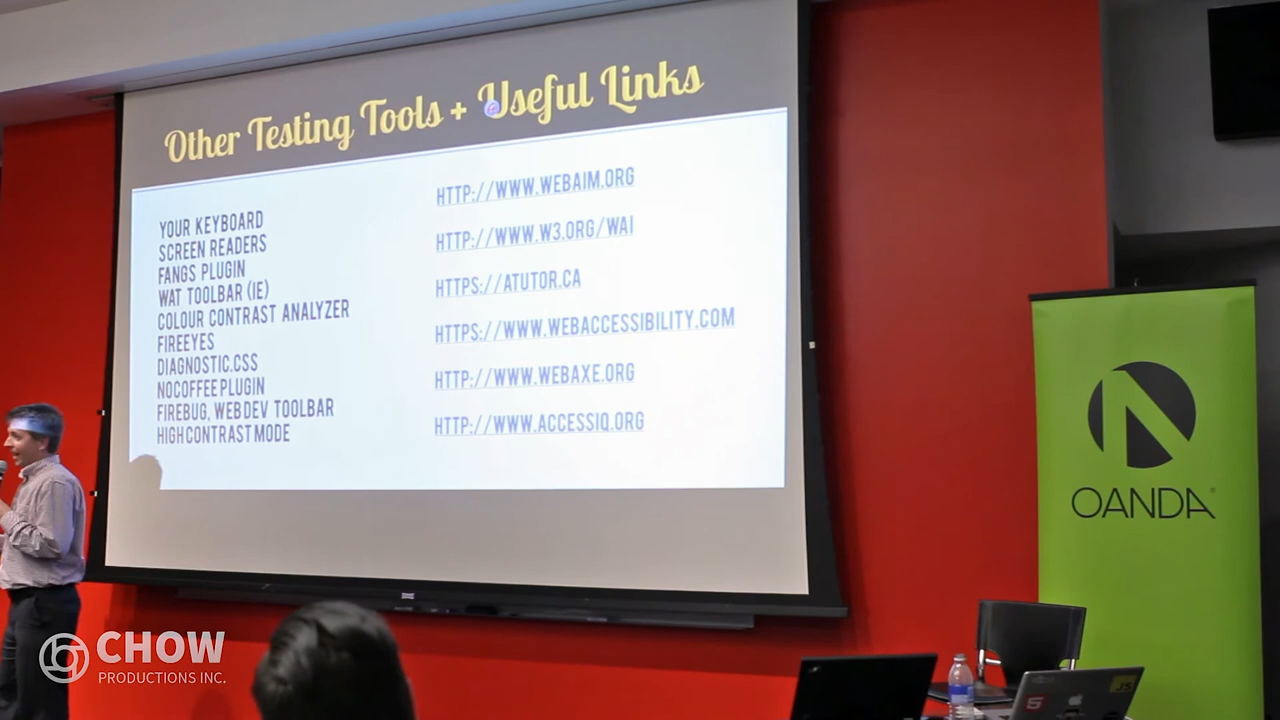 Other Testing Tools + Useful Links
YOUR KEYBOARD
SCREEN READERS
FANGS PLUGIN
WAT TOOLBAR (IE)
COLOUR CONTRAST ANALYZER
FIREEYES
DIAGNOSTIC.CSS
NOCOFFEE PLUGIN
FIREBUG, WEB DEV TOOLBAR
HIGH CONTRAST MODE
HTTP://WWW.WEBAIM.ORG
HTTP://WWW.W3.ORG/WAI
HTTPS://ATUTOR.CA
HTTPS://WWW.WEBACCESSIBILITY.COM
HTTP://WWW.WEBAXE.ORG
HTTP://WWW.ACCESSIQ.ORG
OANDA
CHOW
PRODUCTIONS INC.
JS
5